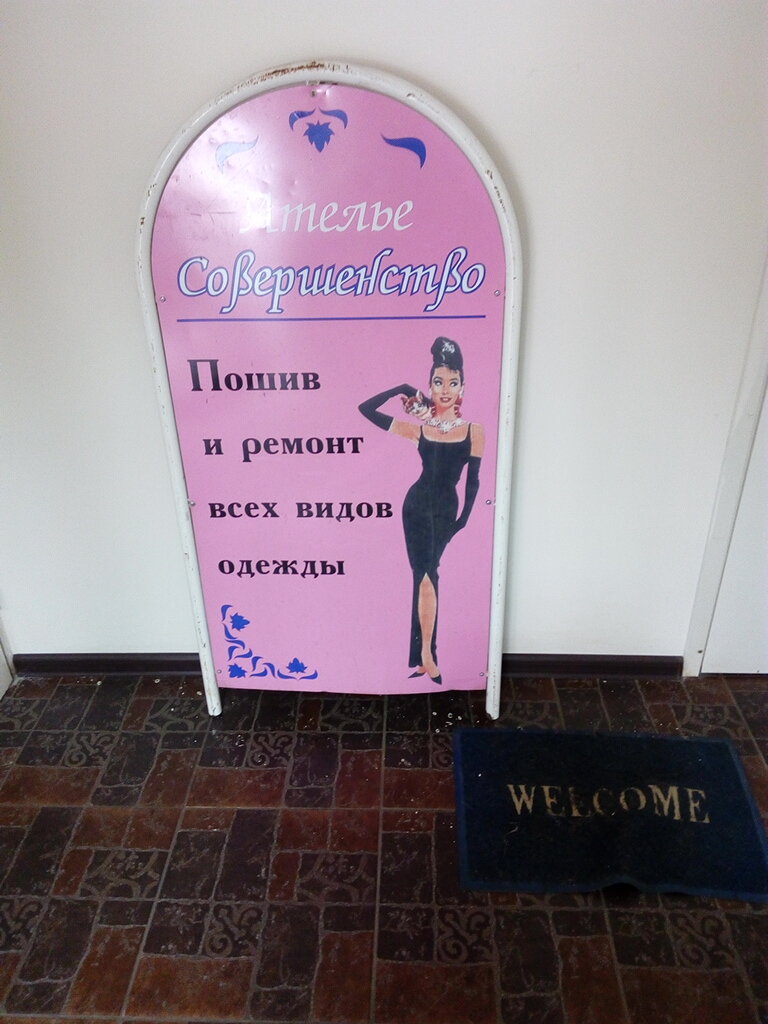 Ателье
Совершенство
Пошив
и ремонт
всех видов
одежды
WELCOME